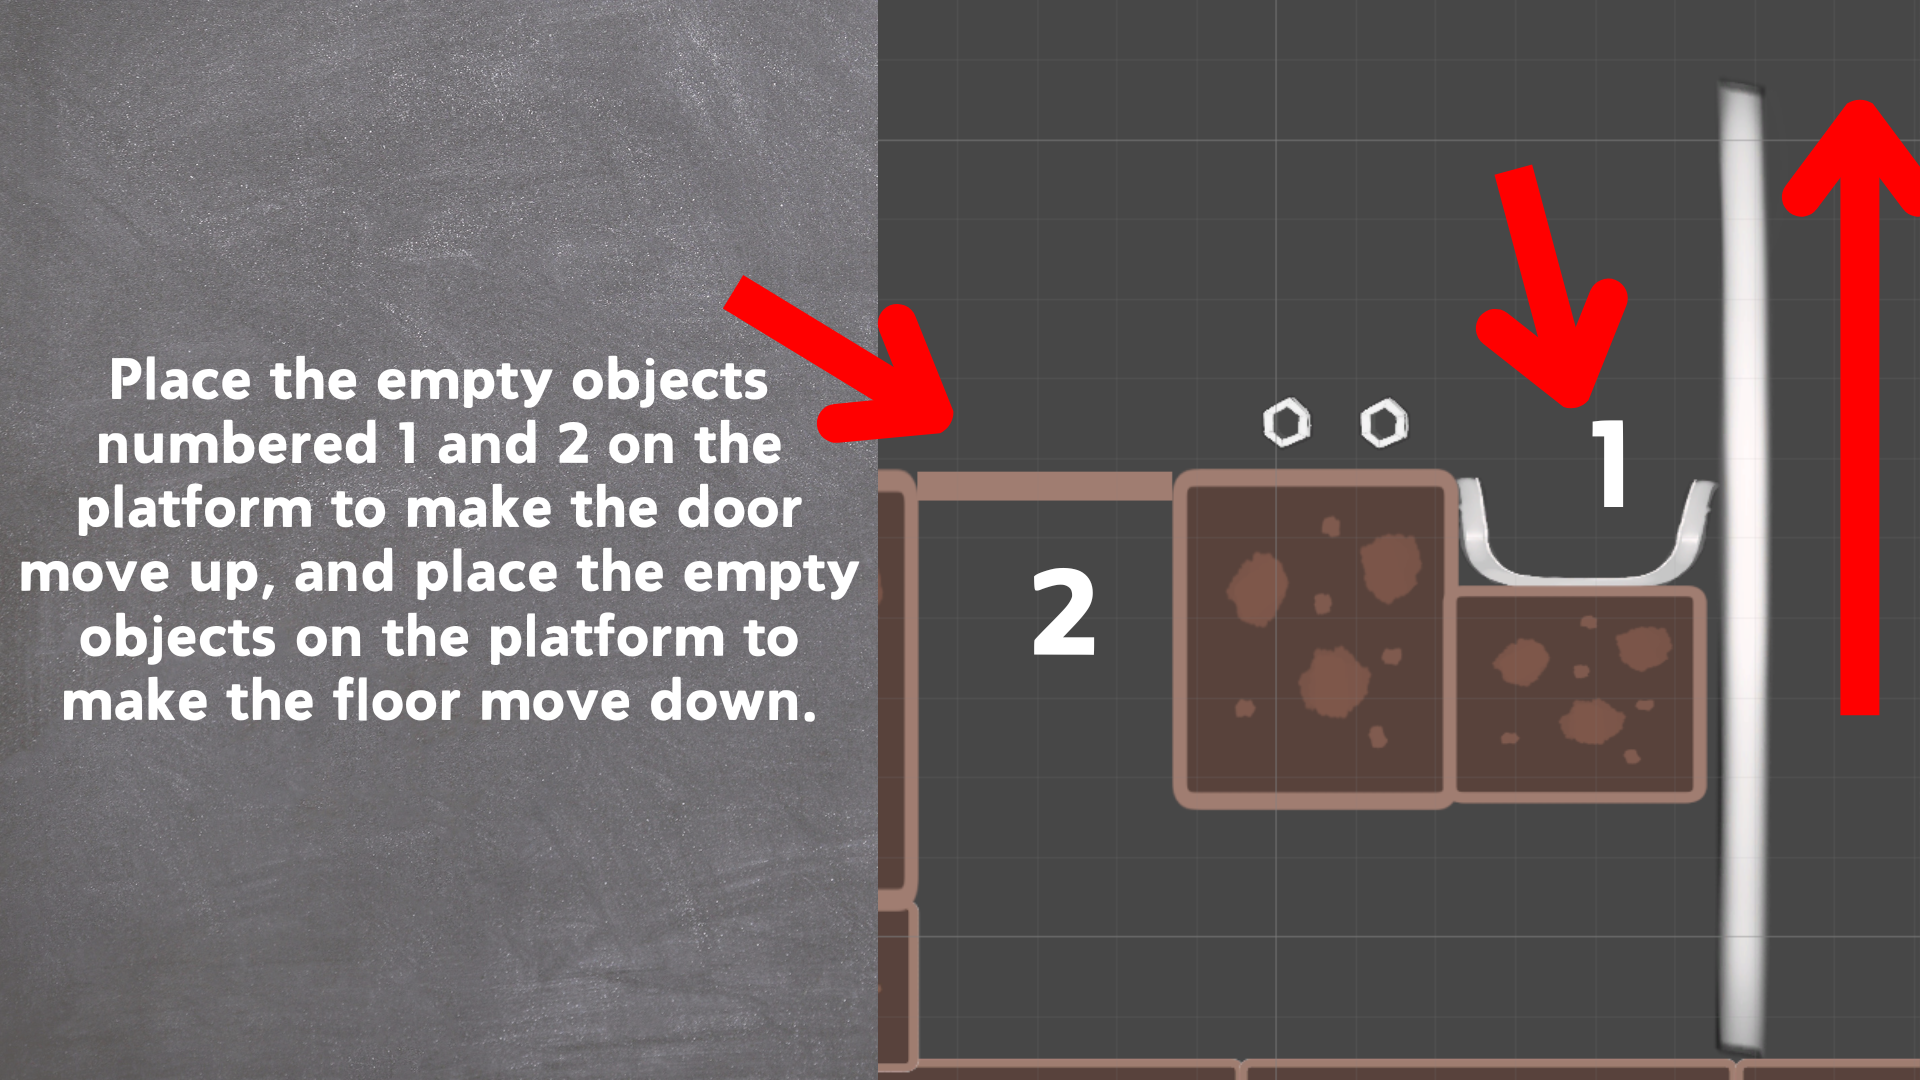 Place the empty objects
numbered 1 and 2 on the
platform to make the door
move up, and place the empty
objects on the platform to
make the floor move down.
1
2